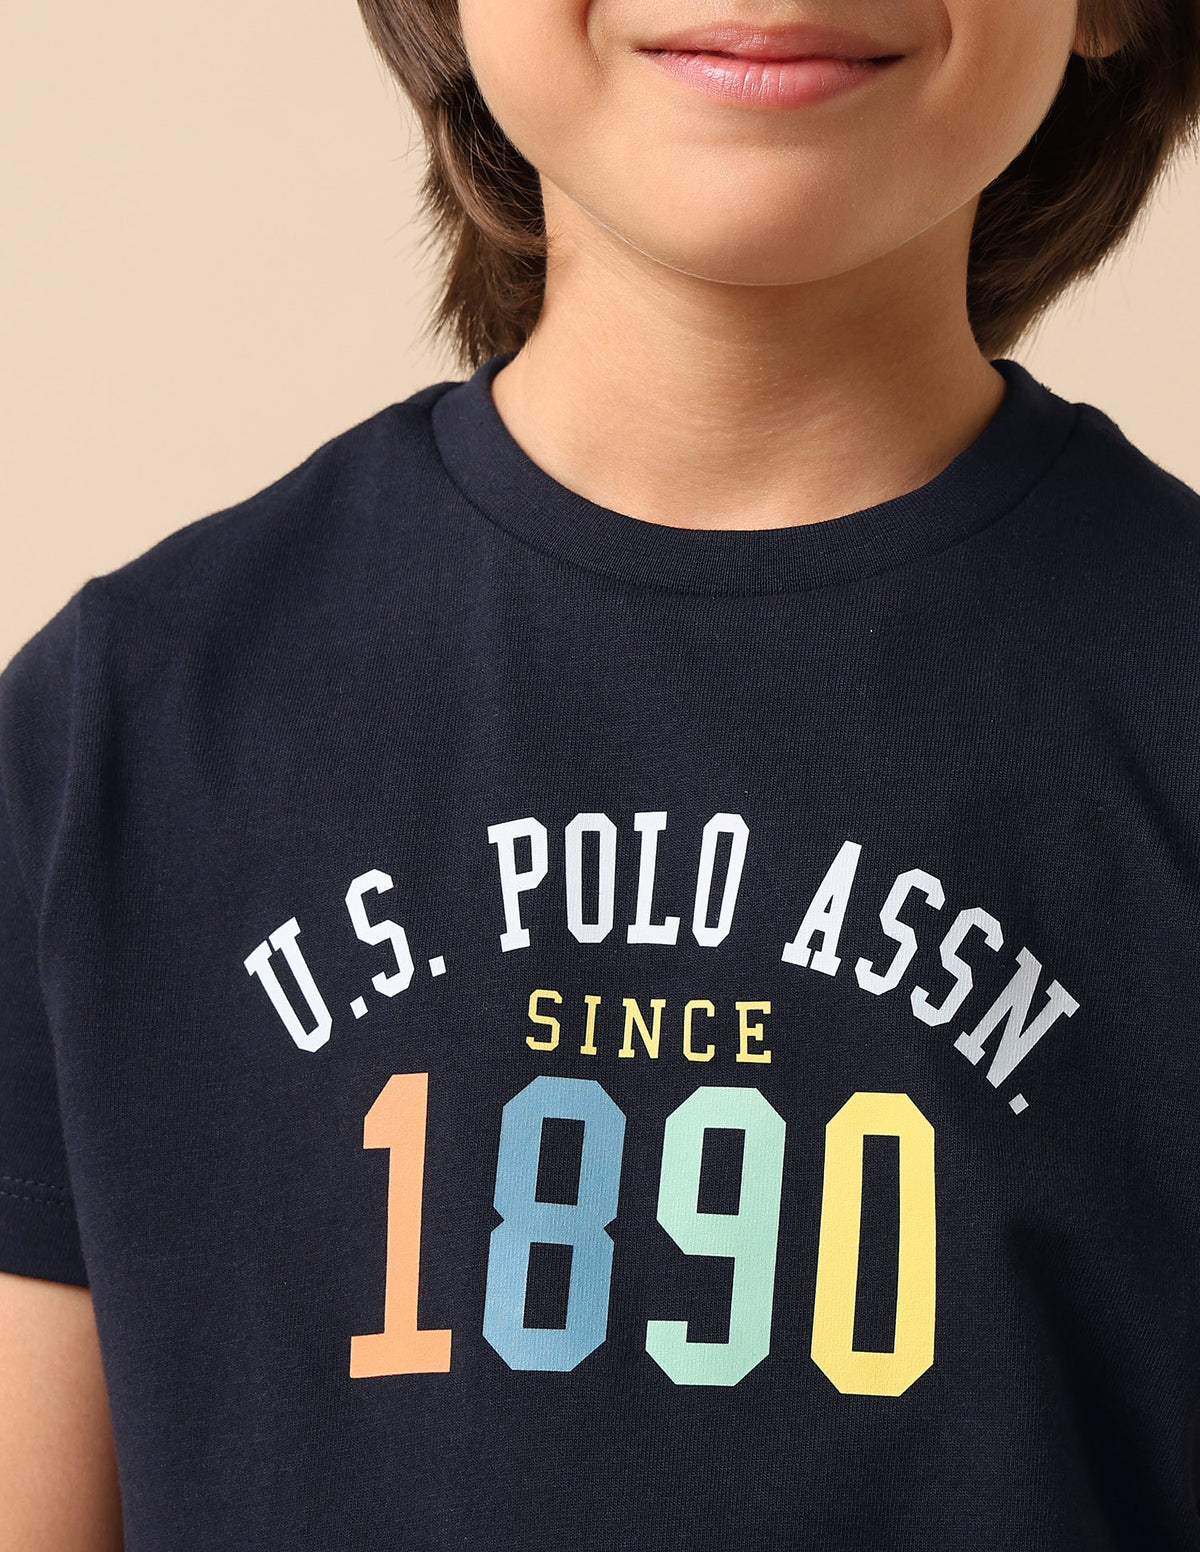 U.S. POLO ASSN.
SINCE
1890